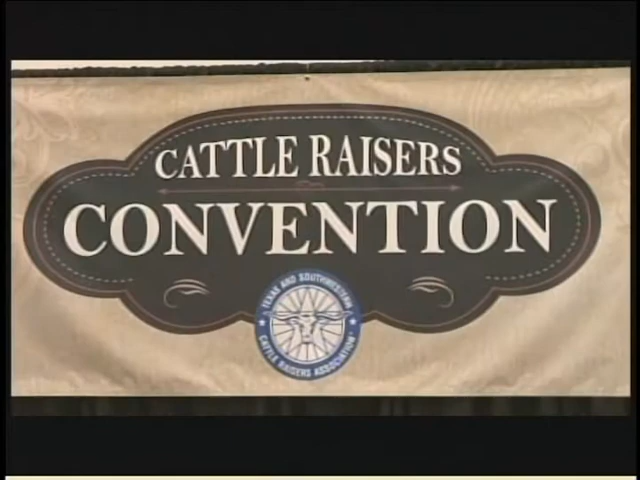 CATTLE RAISERS
CONVENTION
TEXAS AND SOUTHWESTERN
CATTLE RAISERS ASSOCIATION